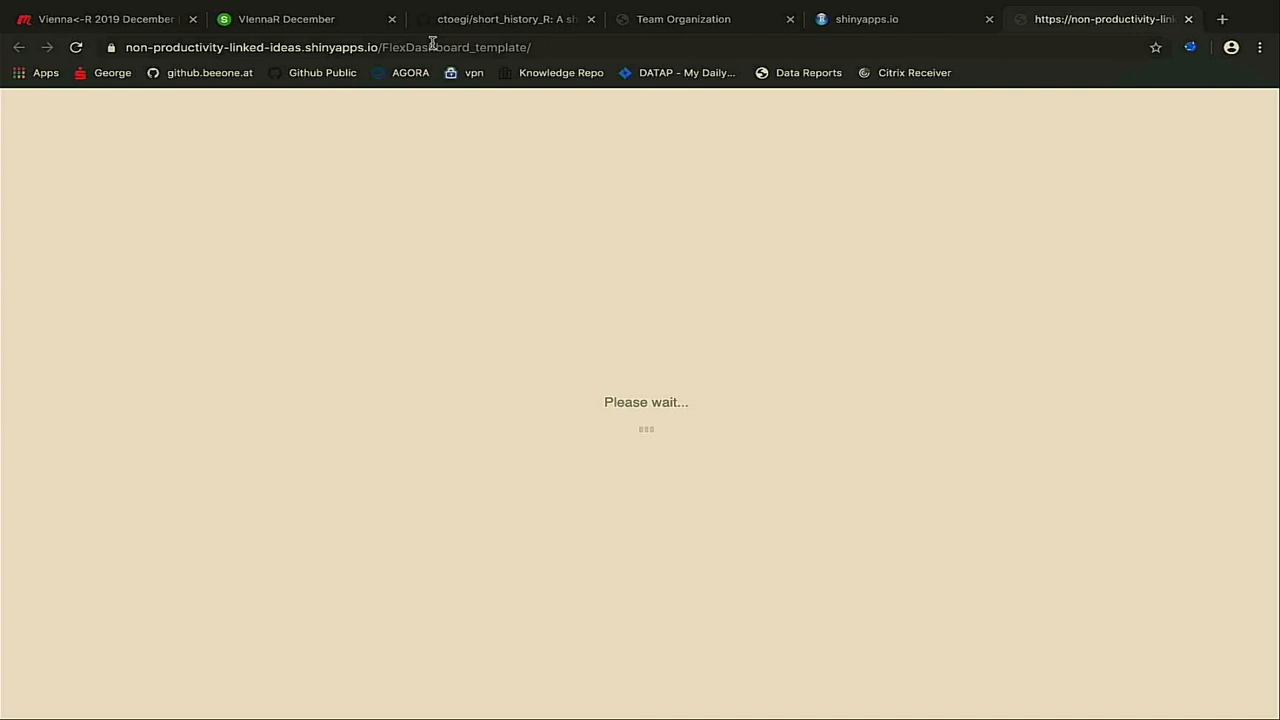 Vienna<-R 2019 December
VIennaR December
ctoegi/short_history_R: A sh
Team Organization
shinyapps.io
https://non-productivity-link
non-productivity-linked-ideas.shinyapps.io/FlexDashboard_template/
Apps George github.beeone.at Github Public AGORA vpn Knowledge Repo DATAP - My Daily... Data Reports Citrix Receiver
Please wait...